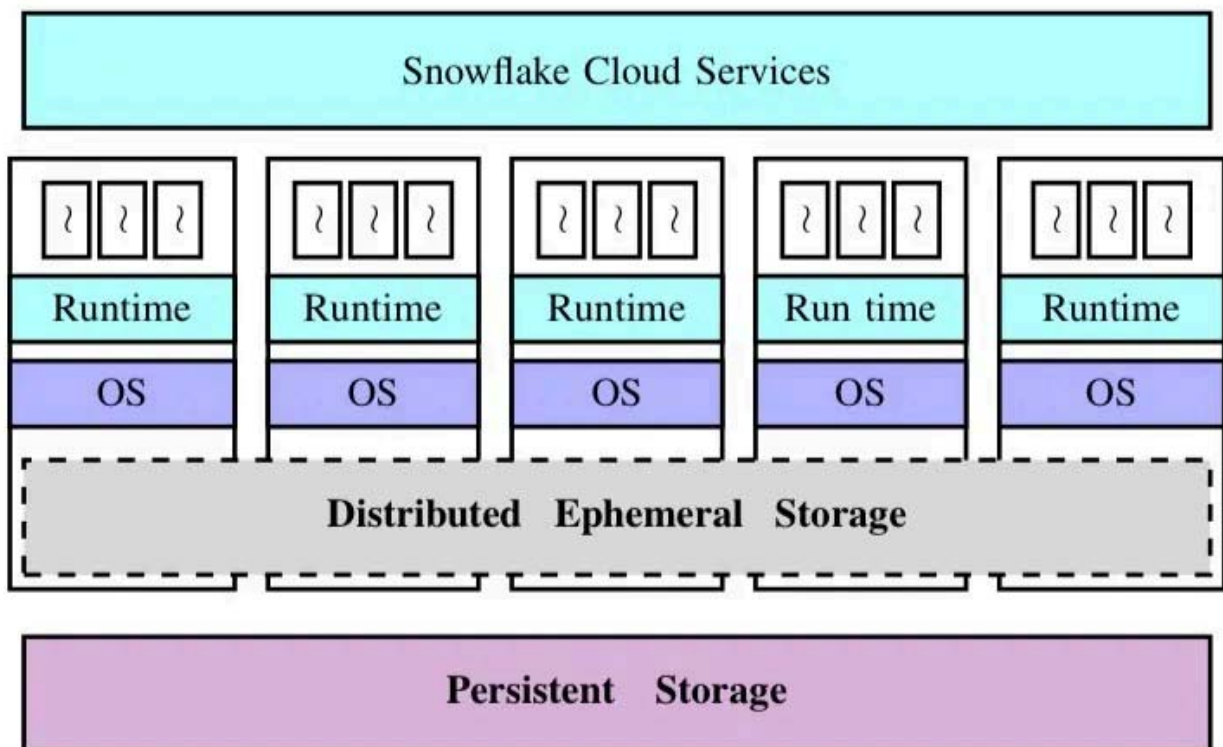 Snowflake Cloud Services
~ ~ ~ ~ ~ ~ ~ ~ ~ ~ ~ ~ ~ ~ ~
Runtime Runtime Runtime Run time Runtime
OS OS OS OS OS
Distributed Ephemeral Storage
Persistent Storage